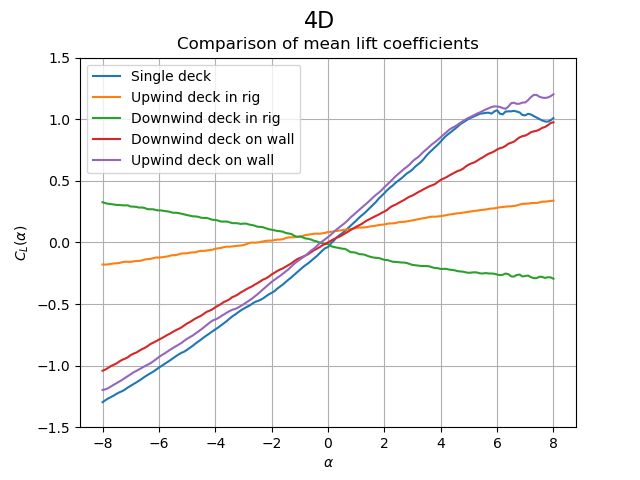 4D
Comparison of mean lift coefficients
Single deck
Upwind deck in rig
Downwind deck in rig
Downwind deck on wall
Upwind deck on wall
1.5
1.0
0.5
0.0
−0.5
−1.0
−1.5
C_L(α)
−8 −6 −4 −2 0 2 4 6 8
α